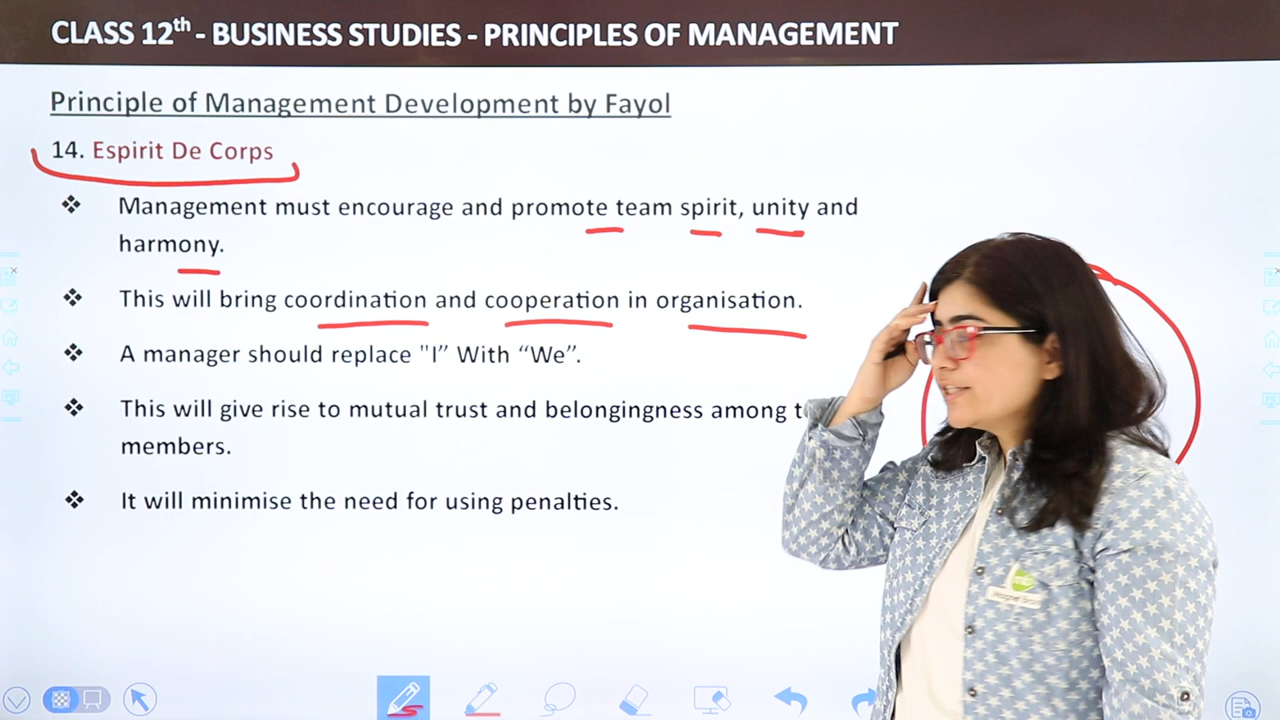 CLASS 12th - BUSINESS STUDIES - PRINCIPLES OF MANAGEMENT
Principle of Management Development by Fayol
14. Espirit De Corps
❖ Management must encourage and promote team spirit, unity and
harmony.
❖ This will bring coordination and cooperation in organisation.
❖ A manager should replace "I” With “We”.
❖ This will give rise to mutual trust and belongingness among
members.
❖ It will minimise the need for using penalties.